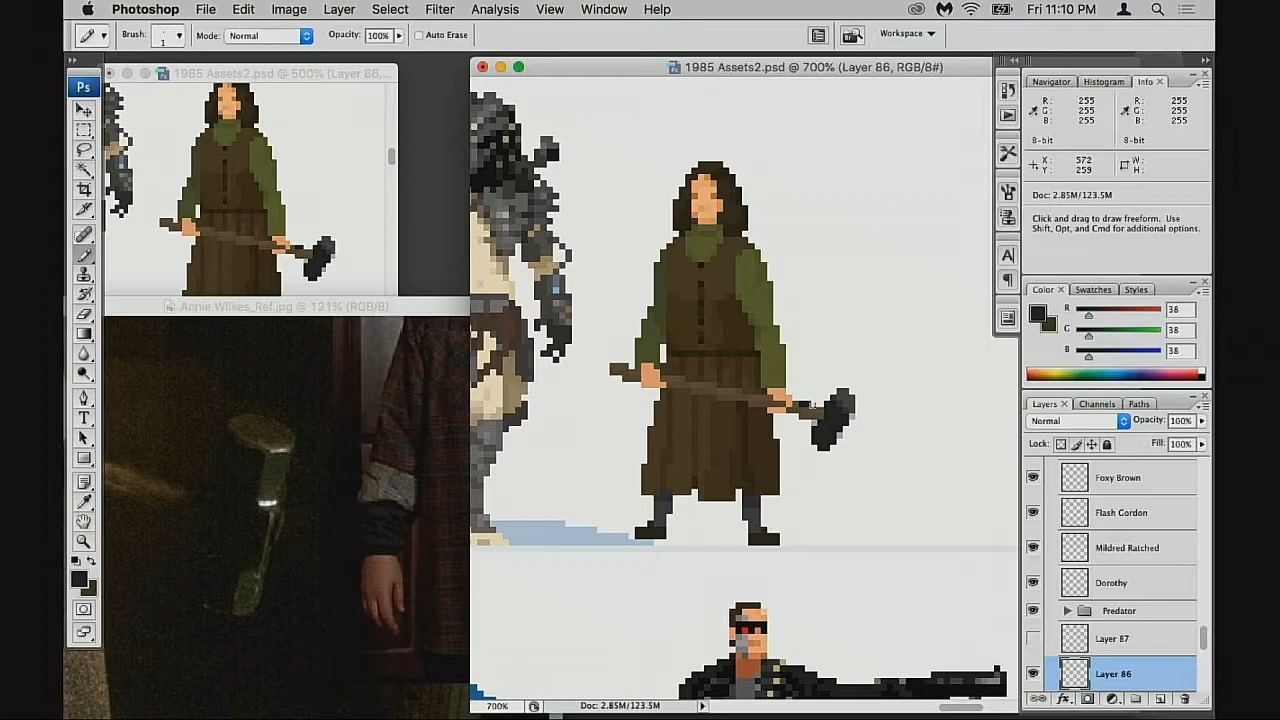 Photoshop File Edit Image Layer Select Filter Analysis View Window Help Fri 11:10 PM
Brush: 1 Mode: Normal Opacity: 100% Auto Erase Workspace
1985 Assets2.psd @ 500% (Layer 86,...
1985 Assets2.psd @ 700% (Layer 86, RGB/8#)
Ps
Navigator Histogram Info
R: 255 R: 255
G: 255 G: 255
B: 255 B: 255
8-bit 8-bit
X: 572 W:
Y: 259 H:
Doc: 2.85M/123.5M
Click and drag to draw freeform. Use
Shift, Opt, and Cmd for additional options.
Annie Wilkes_Ref.jpg @ 121% (RGB/8)
Color Swatches Styles
R 38
G 38
B 38
Layers Channels Paths
Normal Opacity: 100%
Lock: Fill: 100%
Foxy Brown
Flash Gordon
Mildred Ratched
Dorothy
Predator
Layer 87
Layer 86
700% Doc: 2.85M/123.5M